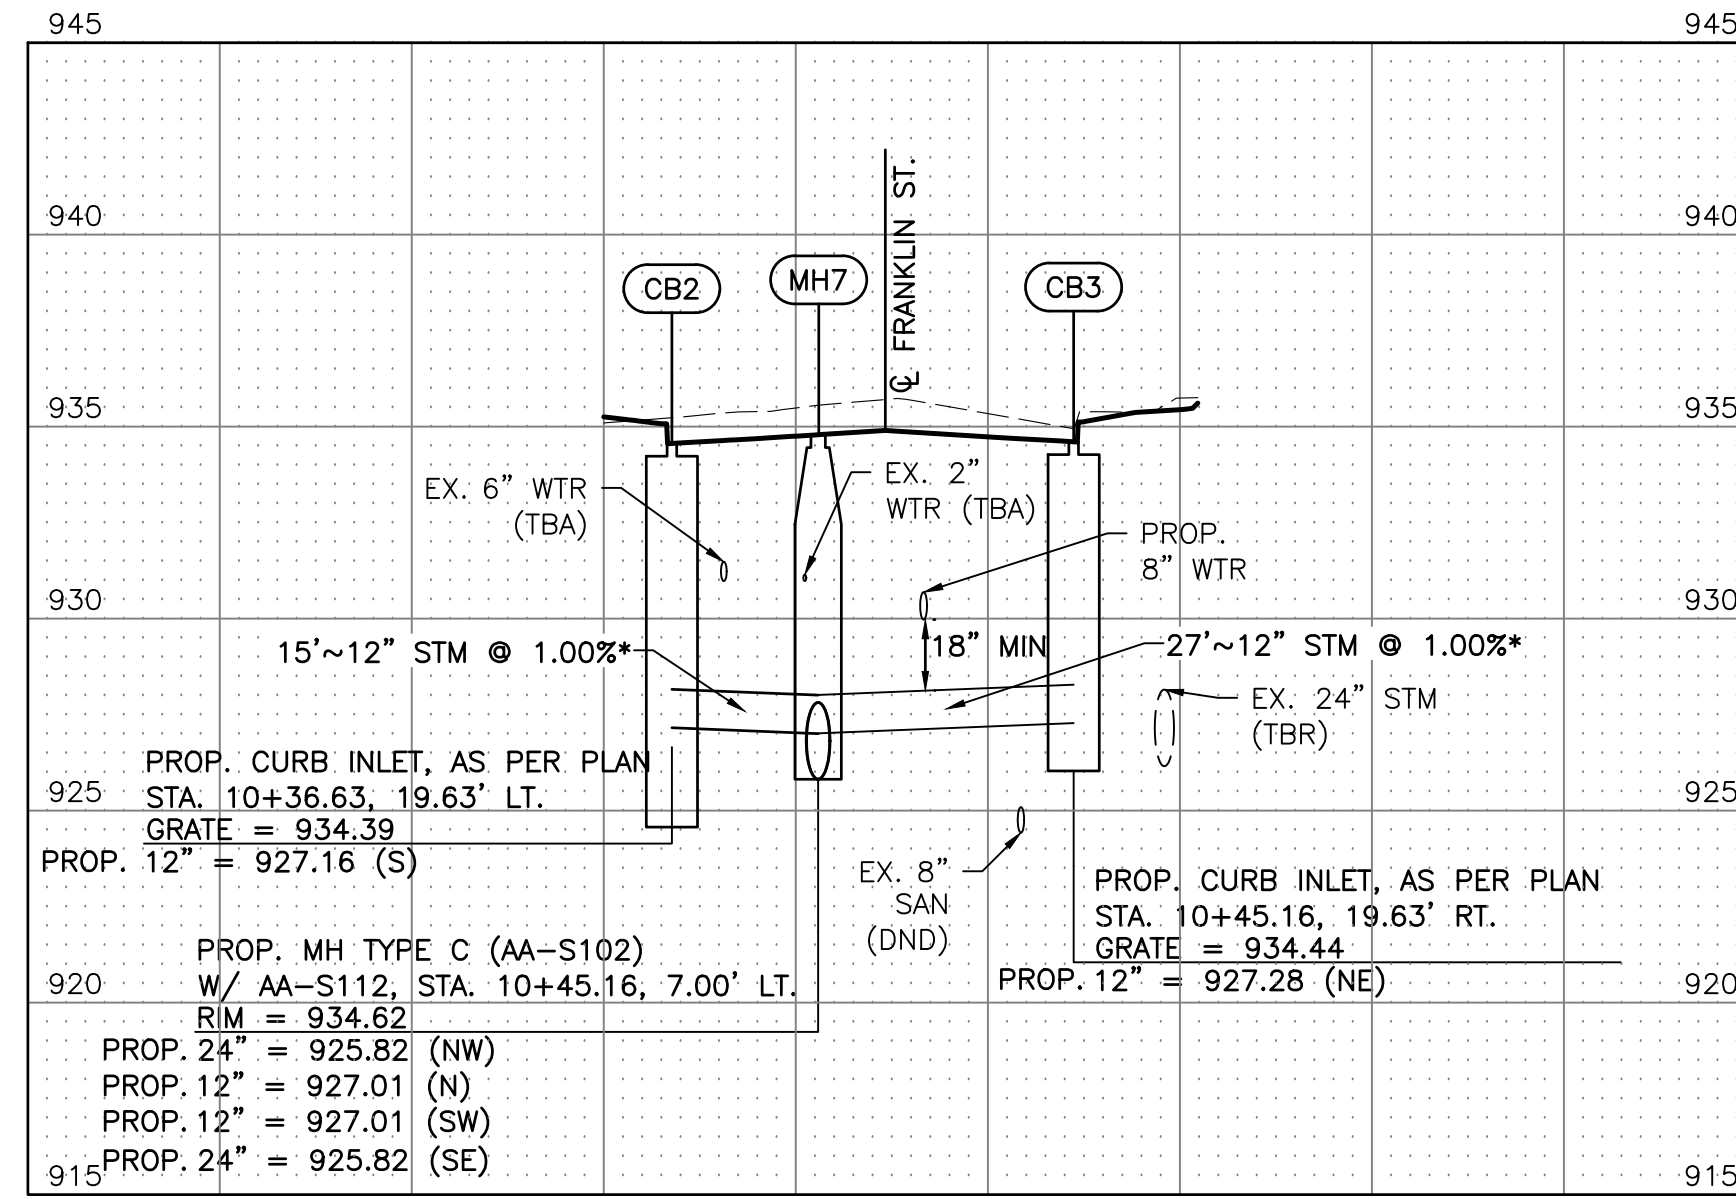 945
945
940
940
FRANKLIN ST.
CB2
MH7
CB3
935
935
EX. 6" WTR
(TBA)
EX. 2"
WTR (TBA)
PROP.
8" WTR
930
930
15'~12" STM @ 1.00%*
18" MIN
27'~12" STM @ 1.00%*
EX. 24" STM
(TBR)
PROP. CURB INLET, AS PER PLAN
STA. 10+36.63, 19.63' LT.
GRATE = 934.39
PROP. 12" = 927.16 (S)
925
925
EX. 8"
SAN
(DND)
PROP. CURB INLET, AS PER PLAN
STA. 10+45.16, 19.63' RT.
GRATE = 934.44
PROP. 12" = 927.28 (NE)
PROP. MH TYPE C (AA-S102)
W/ AA-S112, STA. 10+45.16, 7.00' LT.
RIM = 934.62
PROP. 24" = 925.82 (NW)
PROP. 12" = 927.01 (N)
PROP. 12" = 927.01 (SW)
PROP. 24" = 925.82 (SE)
920
920
915
915